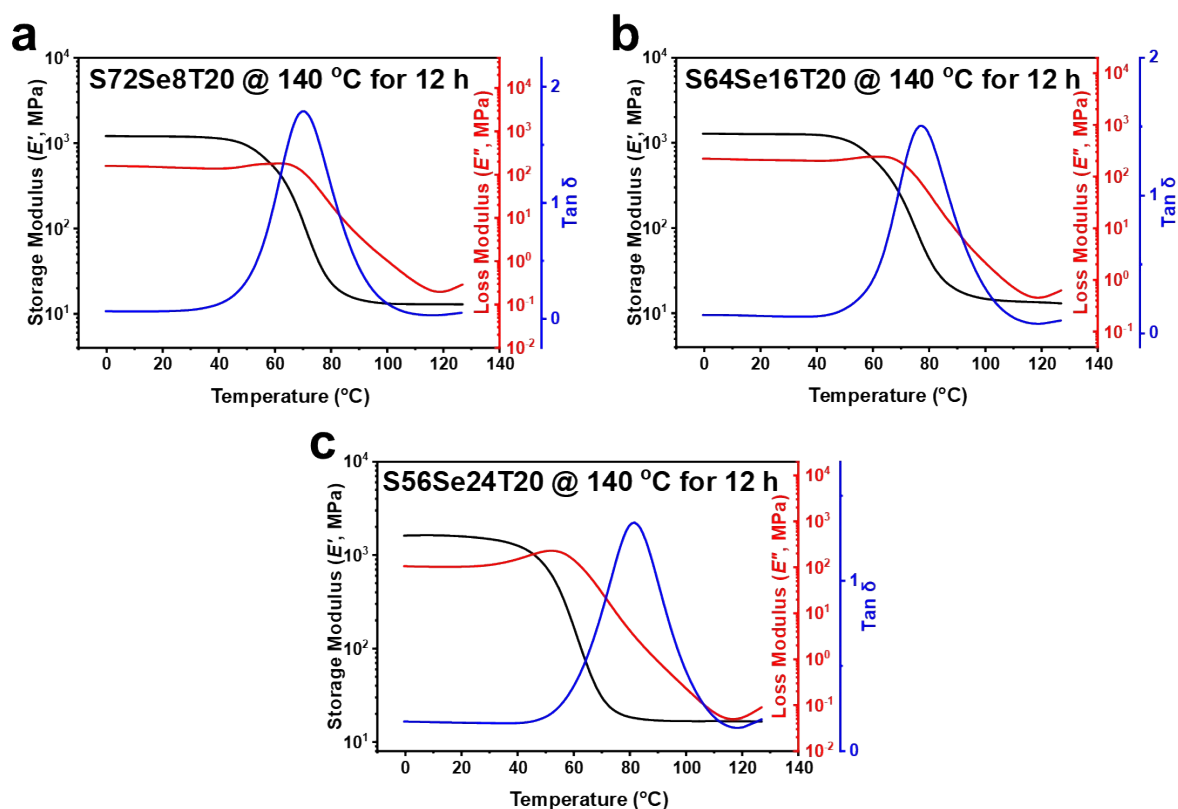 a
S72Se8T20 @ 140 °C for 12 h
Storage Modulus (E′, MPa)
10⁴
10³
10²
10¹
0 20 40 60 80 100 120 140
Temperature (°C)
Loss Modulus (E″, MPa)
10⁴
10³
10²
10¹
10⁰
10⁻¹
10⁻²
Tan δ
2
1
0
b
S64Se16T20 @ 140 °C for 12 h
Storage Modulus (E′, MPa)
10⁴
10³
10²
10¹
0 20 40 60 80 100 120 140
Temperature (°C)
Loss Modulus (E″, MPa)
10⁴
10³
10²
10¹
10⁰
10⁻¹
Tan δ
2
1
0
c
S56Se24T20 @ 140 °C for 12 h
Storage Modulus (E′, MPa)
10⁴
10³
10²
10¹
0 20 40 60 80 100 120 140
Temperature (°C)
Loss Modulus (E″, MPa)
10⁴
10³
10²
10¹
10⁰
10⁻¹
10⁻²
Tan δ
1
0